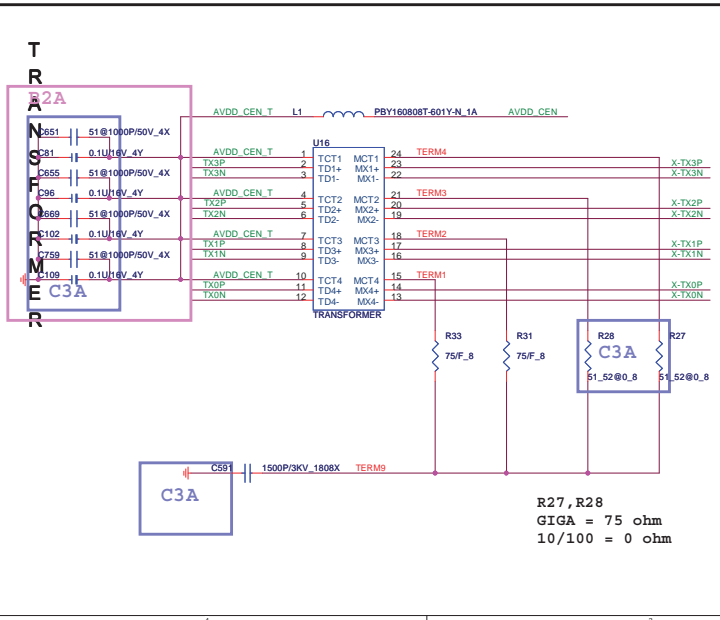 TRANSFORMER
B2A
AVDD_CEN_T L1 PBY160808T-601Y-N_1A AVDD_CEN
C651 51@1000P/50V_4X
C81 0.1U/16V_4Y
C655 51@1000P/50V_4X
C96 0.1U/16V_4Y
C669 51@1000P/50V_4X
C102 0.1U/16V_4Y
C759 51@1000P/50V_4X
C109 0.1U/16V_4Y
C3A
U16
AVDD_CEN_T 1 TCT1 MCT1 24 TERM4
TX3P 2 TD1+ MX1+ 23 X-TX3P
TX3N 3 TD1- MX1- 22 X-TX3N
AVDD_CEN_T 4 TCT2 MCT2 21 TERM3
TX2P 5 TD2+ MX2+ 20 X-TX2P
TX2N 6 TD2- MX2- 19 X-TX2N
AVDD_CEN_T 7 TCT3 MCT3 18 TERM2
TX1P 8 TD3+ MX3+ 17 X-TX1P
TX1N 9 TD3- MX3- 16 X-TX1N
AVDD_CEN_T 10 TCT4 MCT4 15 TERM1
TX0P 11 TD4+ MX4+ 14 X-TX0P
TX0N 12 TD4- MX4- 13 X-TX0N
TRANSFORMER
R33 75/F_8
R31 75/F_8
R28 51_52@0_8
R27 51_52@0_8
C3A
C591 1500P/3KV_1808X TERM9
C3A
R27,R28
GIGA = 75 ohm
10/100 = 0 ohm